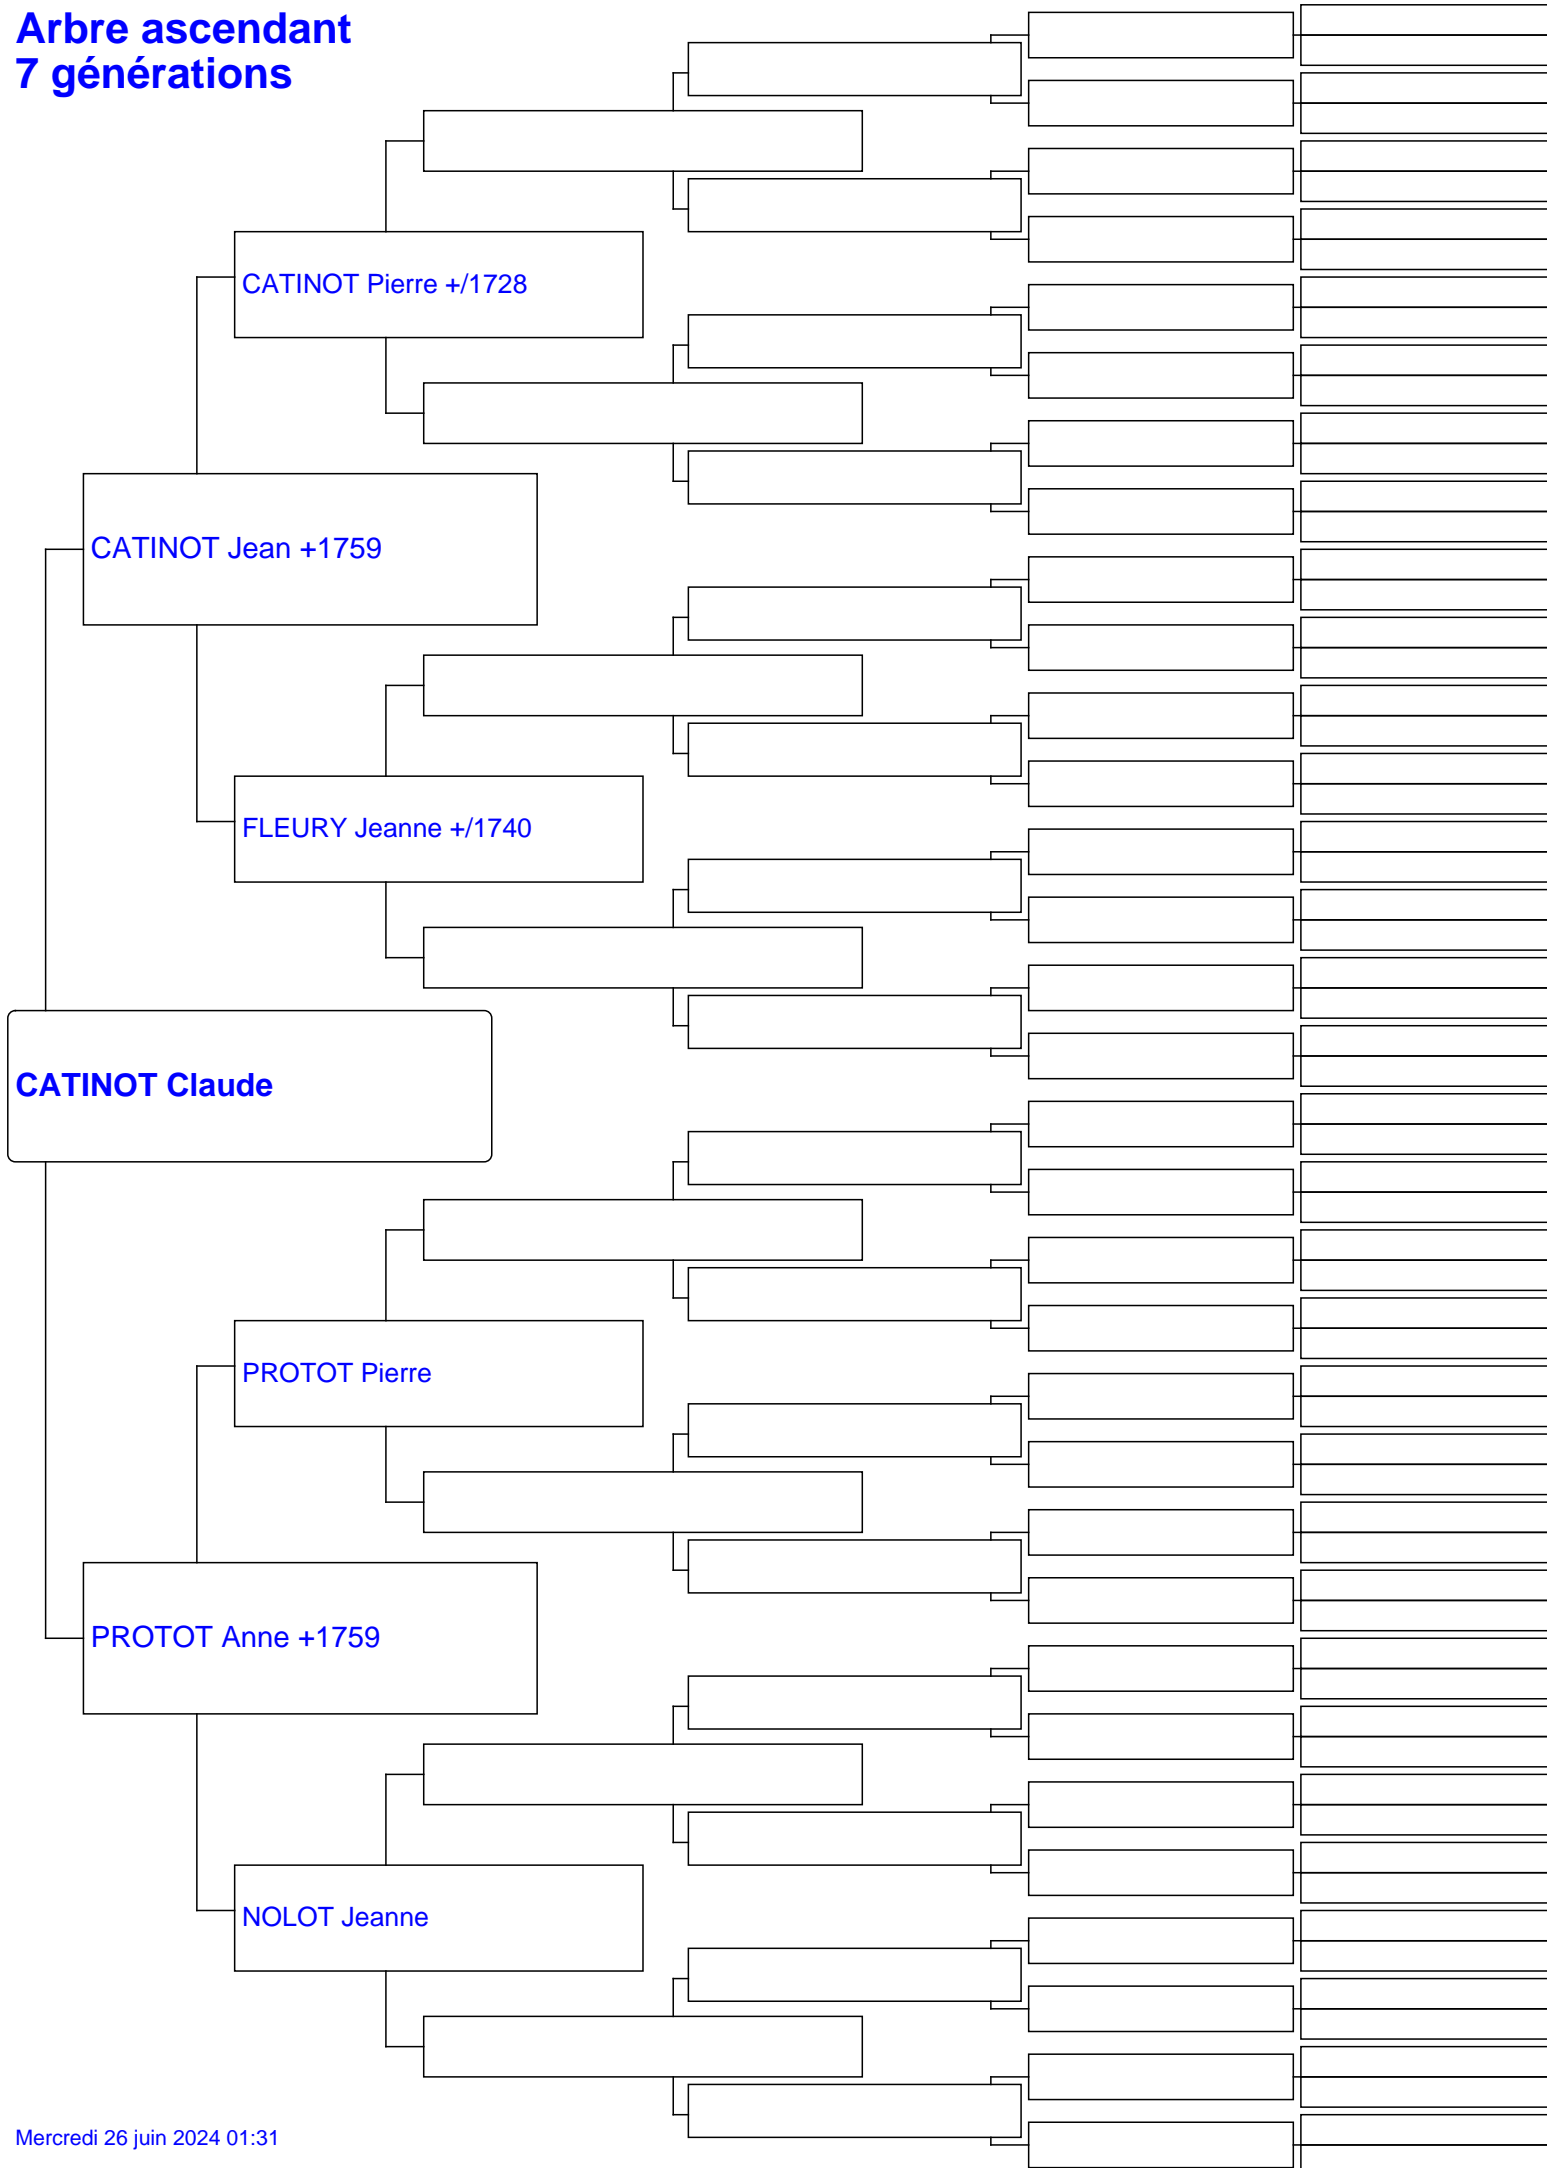 Arbre ascendant
7 générations
CATINOT Pierre +/1728
CATINOT Jean +1759
FLEURY Jeanne +/1740
CATINOT Claude
PROTOT Pierre
PROTOT Anne +1759
NOLOT Jeanne
Mercredi 26 juin 2024 01:31